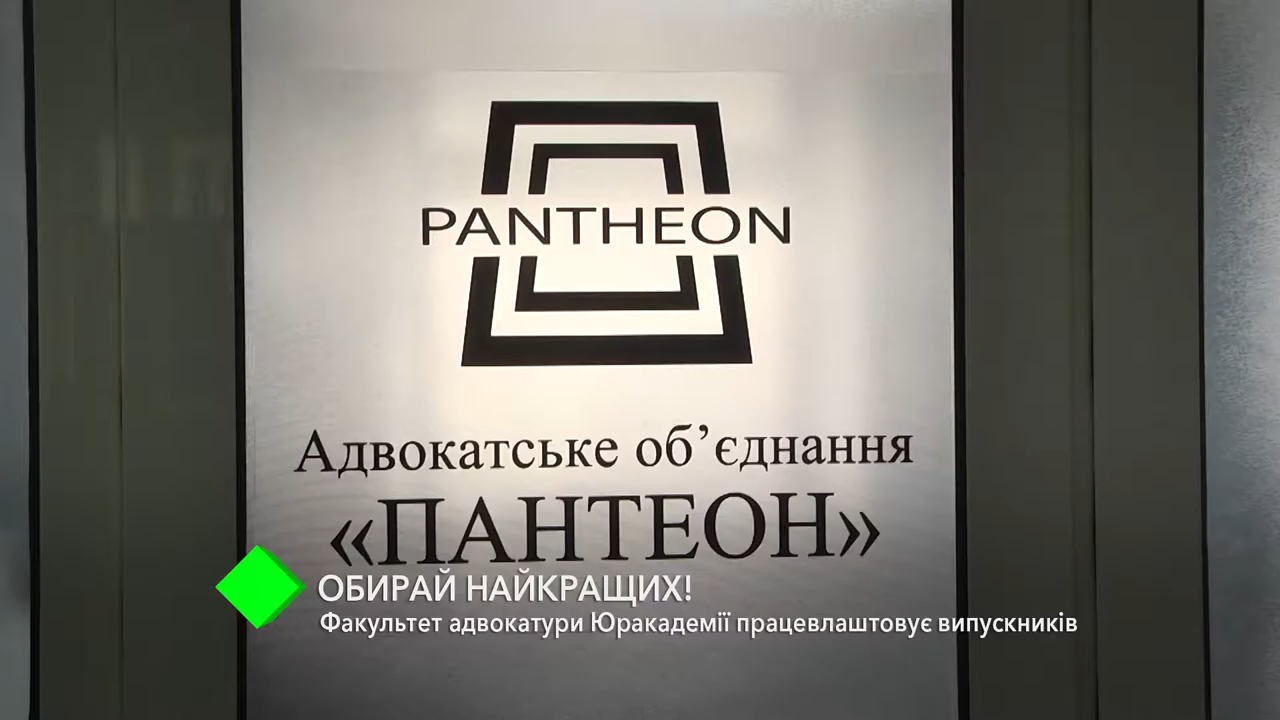 PANTHEON
Адвокатське об’єднання
«ПАНТЕОН»
ОБИРАЙ НАЙКРАЩИХ!
Факультет адвокатури Юракадемії працевлаштовує випускників